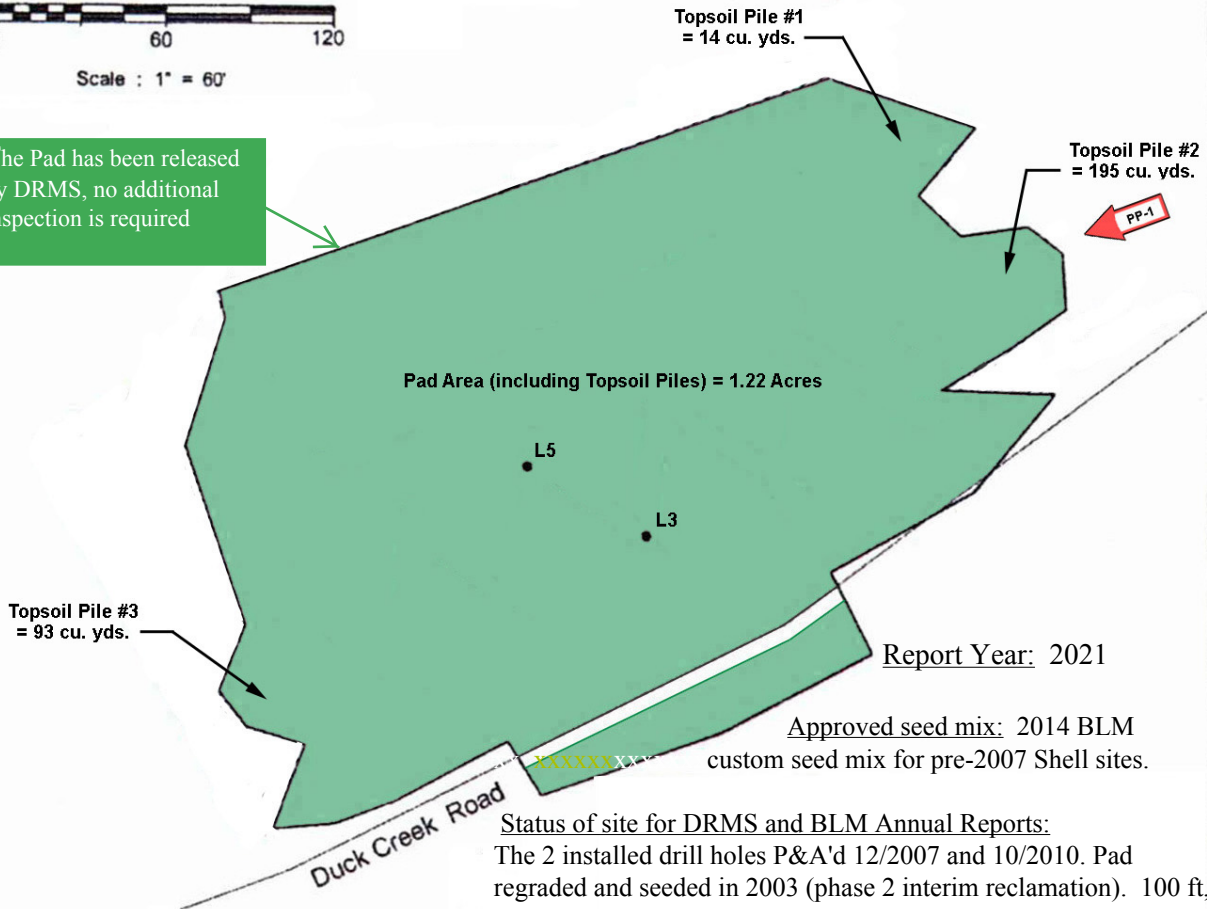 60
120
Scale : 1" = 60'
Topsoil Pile #1
= 14 cu. yds.
he Pad has been released
y DRMS, no additional
spection is required
Topsoil Pile #2
= 195 cu. yds.
PP-1
Pad Area (including Topsoil Piles) = 1.22 Acres
L5
L3
Topsoil Pile #3
= 93 cu. yds.
Report Year: 2021
Approved seed mix: 2014 BLM
custom seed mix for pre-2007 Shell sites.
Duck Creek Road
Status of site for DRMS and BLM Annual Reports:
The 2 installed drill holes P&A'd 12/2007 and 10/2010. Pad
regraded and seeded in 2003 (phase 2 interim reclamation). 100 ft,